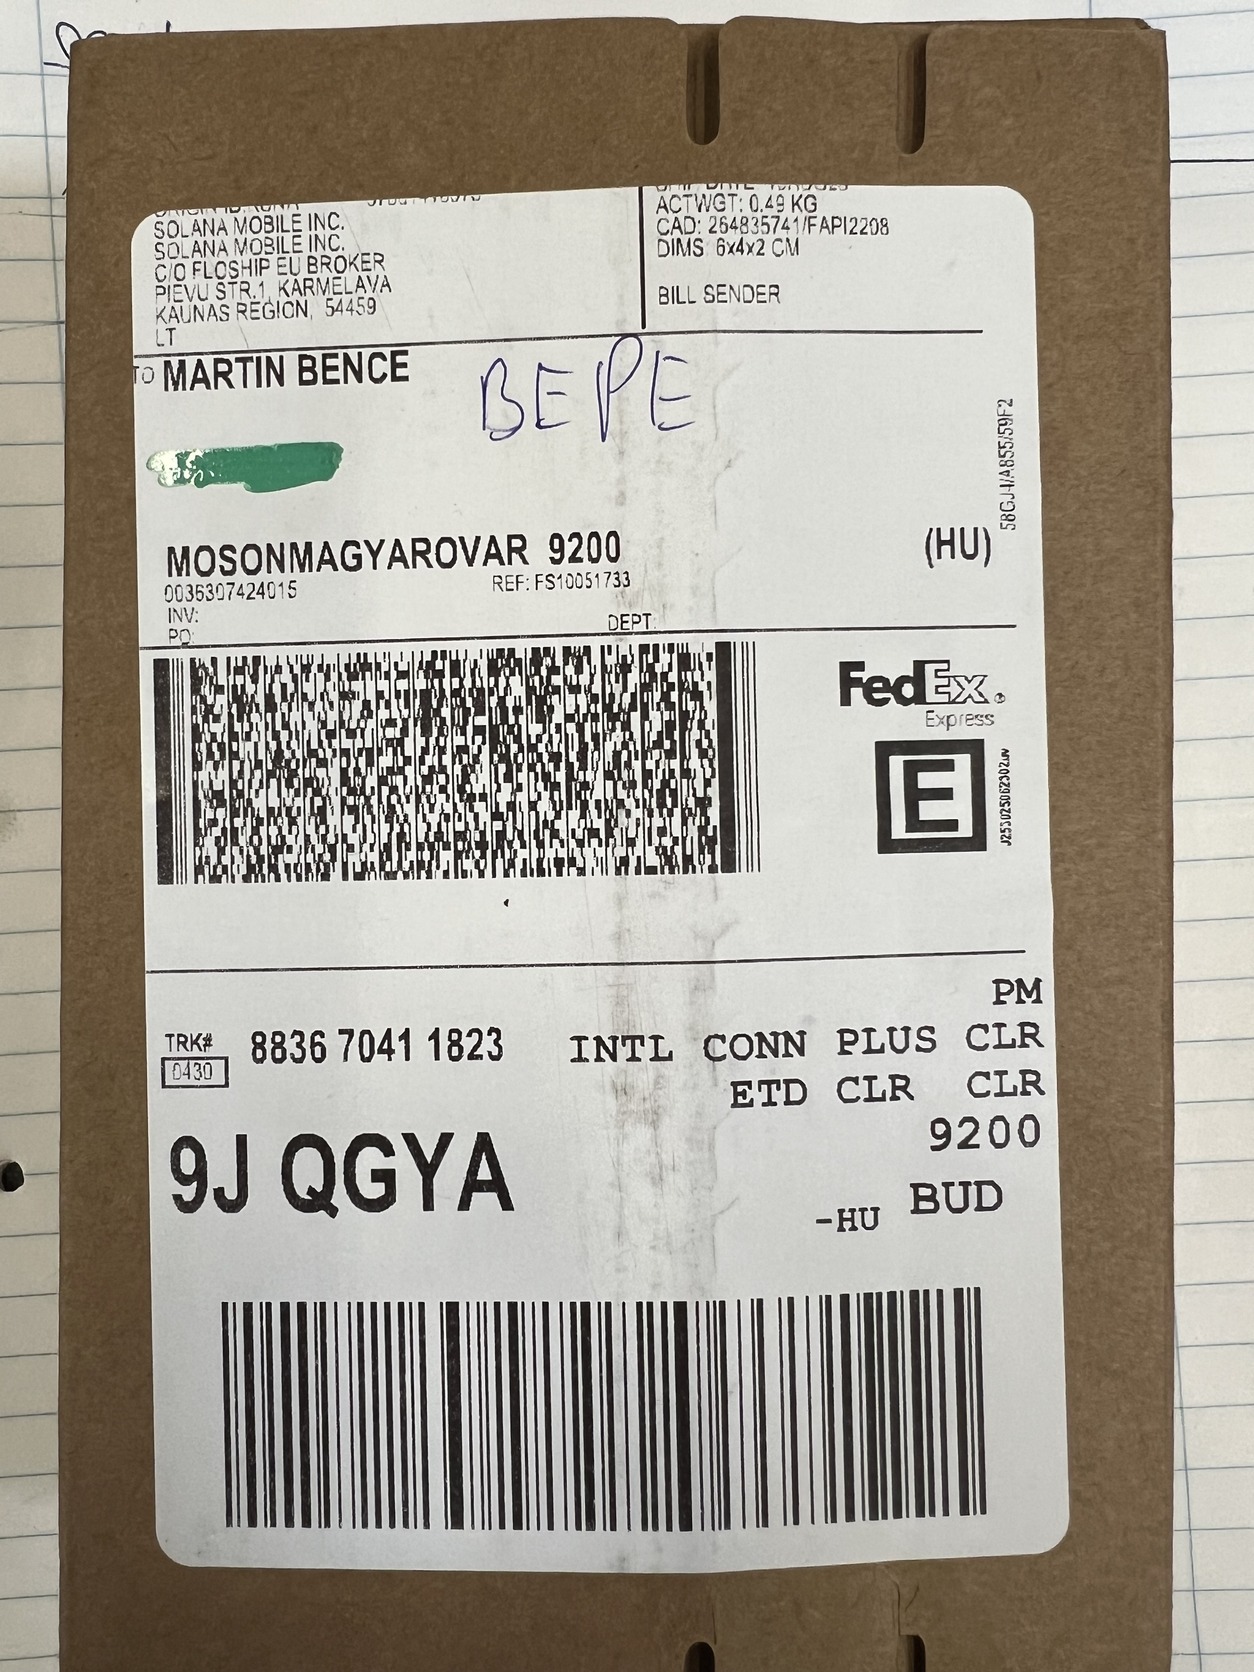 SOLANA MOBILE INC.
SOLANA MOBILE INC.
C/O FLOSHIP EU BROKER
PIEVU STR.1, KARMELAVA
KAUNAS REGION, 54459
LT
ACTWGT: 0.49 KG
CAD: 264835741/FAPI2208
DIMS: 6x4x2 CM
BILL SENDER
TO MARTIN BENCE
BEPE
MOSONMAGYAROVAR 9200
(HU)
0036307424015
REF: FS10051733
INV:
PO:
DEPT:
FedEx
Express
E
TRK#
0430
8836 7041 1823
PM
INTL CONN PLUS CLR
ETD CLR CLR
9200
9J QGYA
-HU BUD